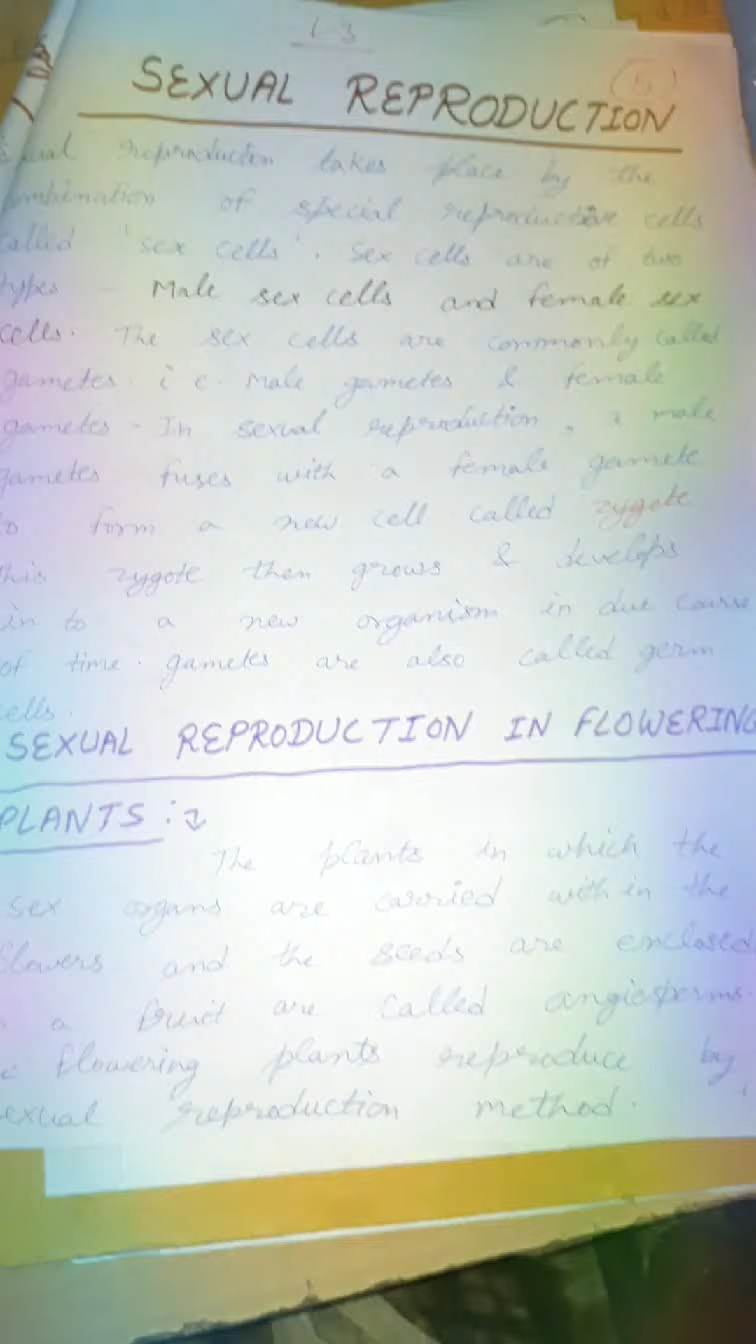 L-3
5
SEXUAL REPRODUCTION
reproduction takes place by the
combination of special reproductive cells
called 'sex cells'. Sex cells are of two
types - Male sex cells and female sex
cells. The sex cells are commonly called
gametes. i e. Male gametes & female
gametes - In sexual reproduction, a male
gametes fuses with a female gamete
to form a new cell called zygote
this zygote then grows & develops
in to a new organism in due course
of time. gametes are also called germ
cells.
SEXUAL REPRODUCTION IN FLOWERING
PLANTS :
The plants in which the
sex organs are carried with in the
flowers and the seeds are enclosed
a fruit are called angiosperms.
flowering plants reproduce by
sexual reproduction method.